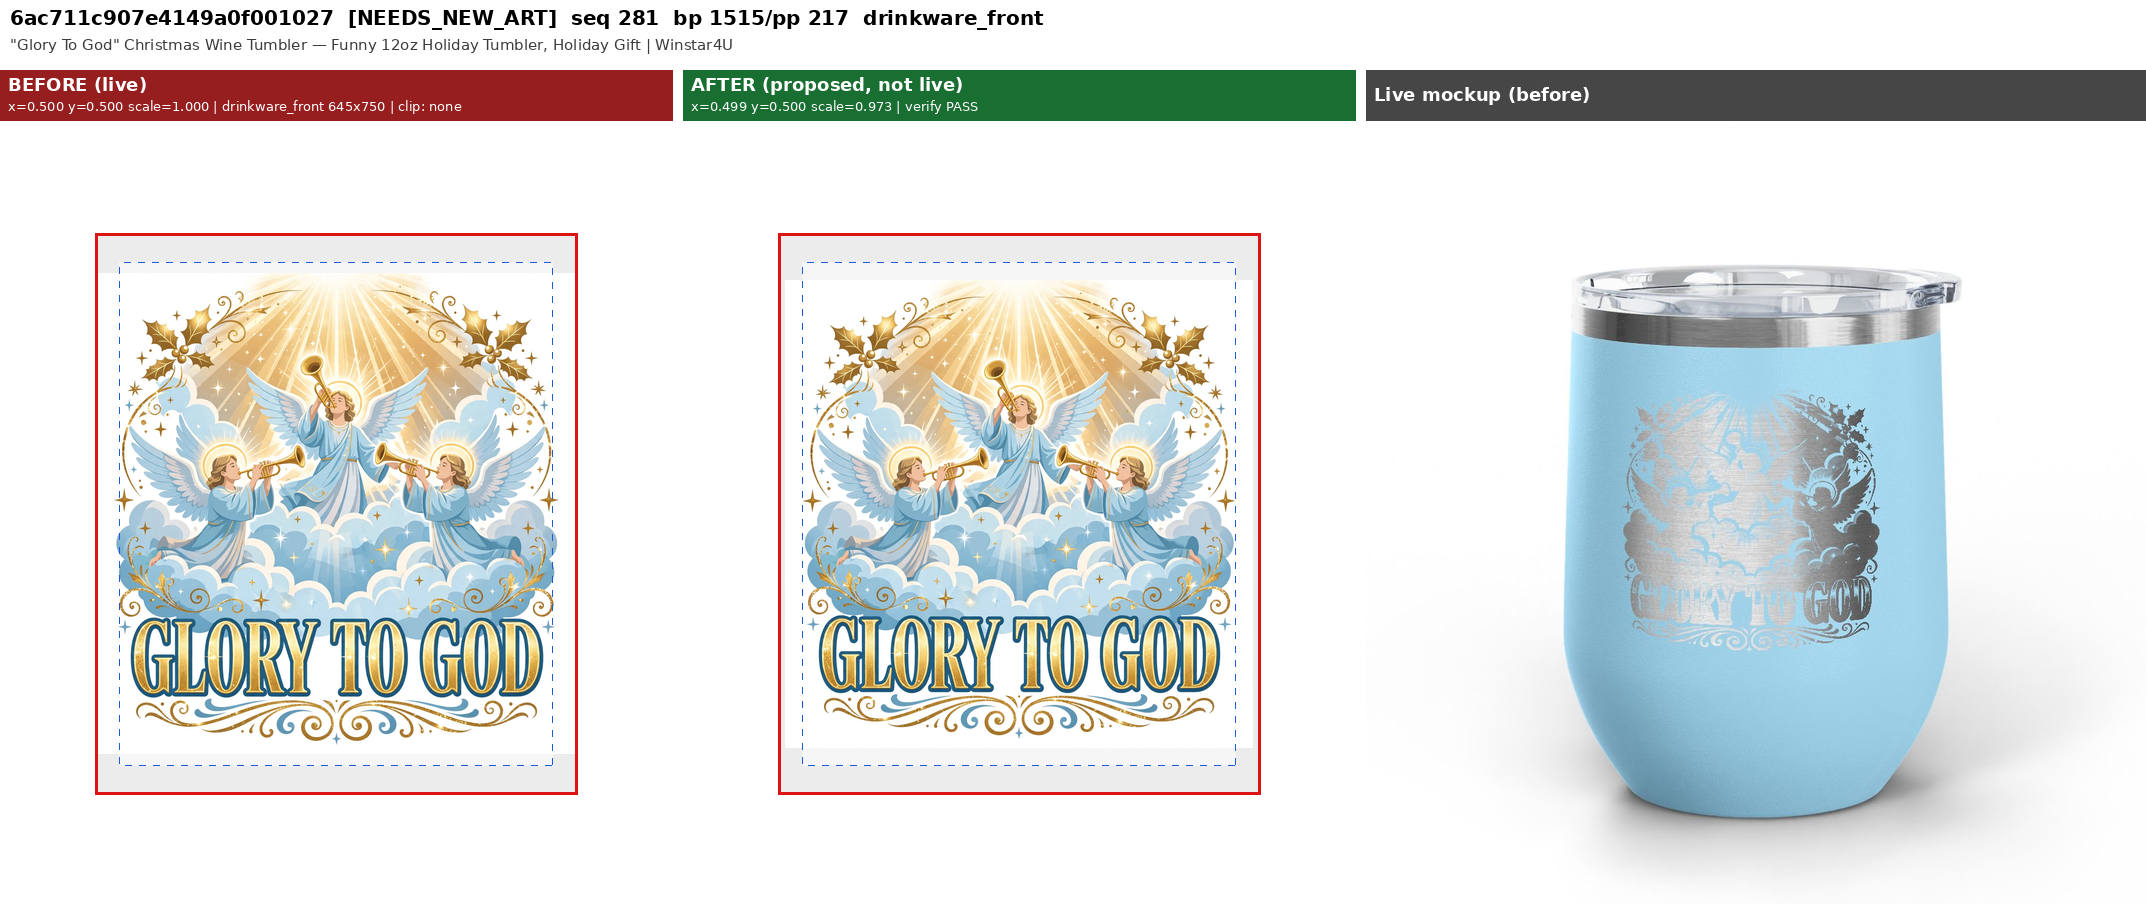 6ac711c907e4149a0f001027  [NEEDS_NEW_ART]  seq 281  bp 1515/pp 217  drinkware_front
"Glory To God" Christmas Wine Tumbler — Funny 12oz Holiday Tumbler, Holiday Gift | Winstar4U
BEFORE (live)
x=0.500 y=0.500 scale=1.000 | drinkware_front 645x750 | clip: none
AFTER (proposed, not live)
x=0.499 y=0.500 scale=0.973 | verify PASS
Live mockup (before)
GLORY TO GOD
GLORY TO GOD
GLORY TO GOD